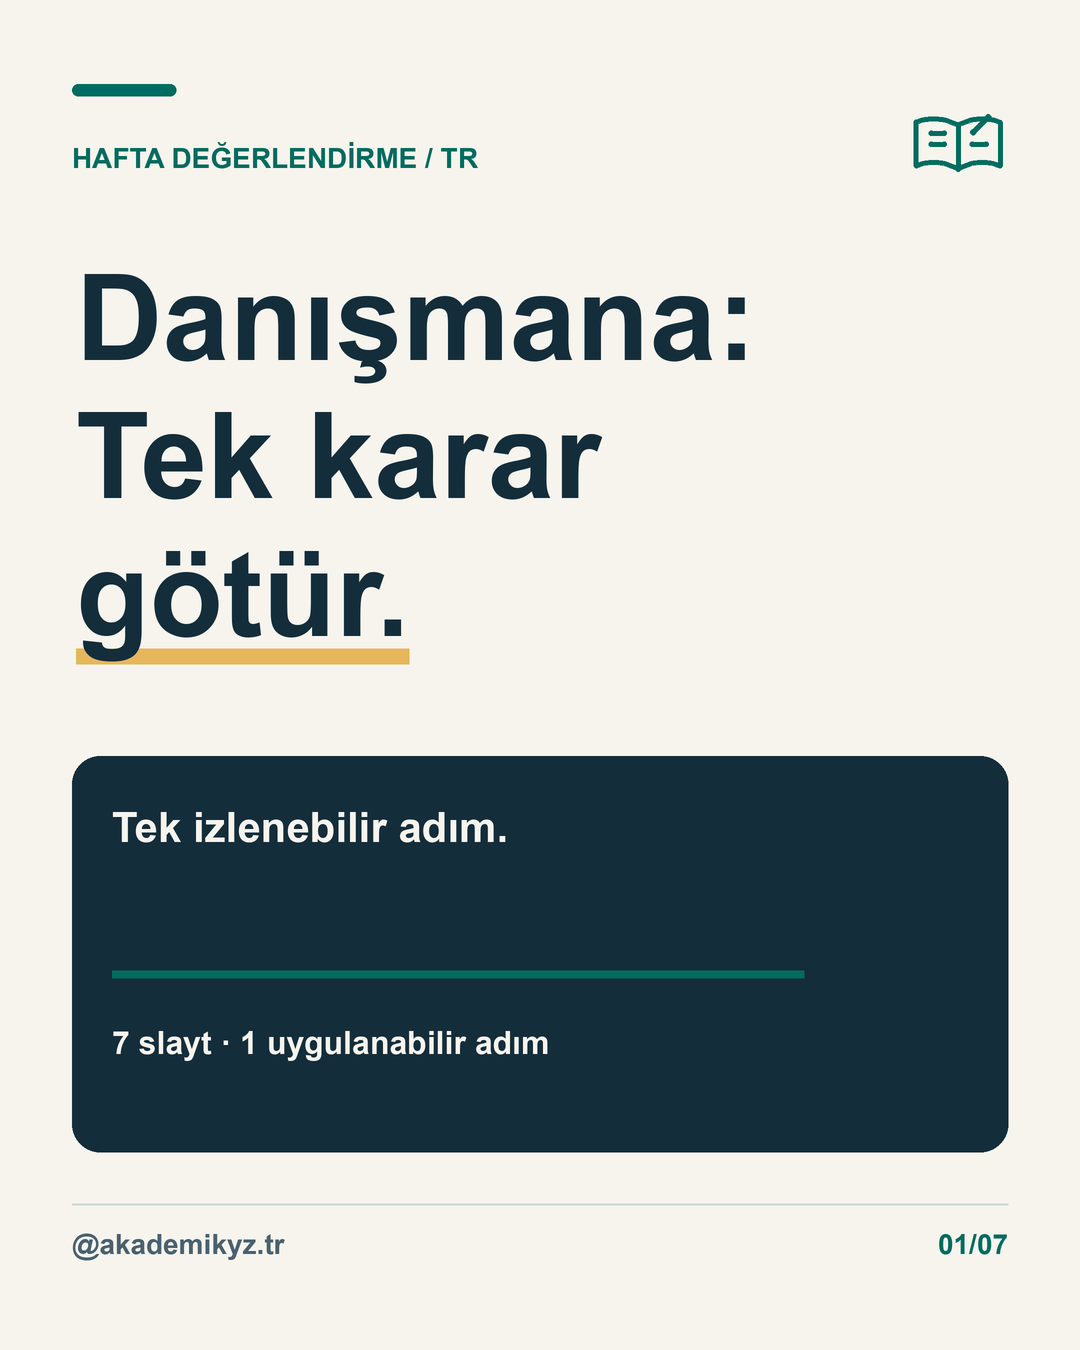 HAFTA DEĞERLENDİRME / TR
Danışmana:
Tek karar
götür.
Tek izlenebilir adım.
7 slayt · 1 uygulanabilir adım
@akademikyz.tr
01/07